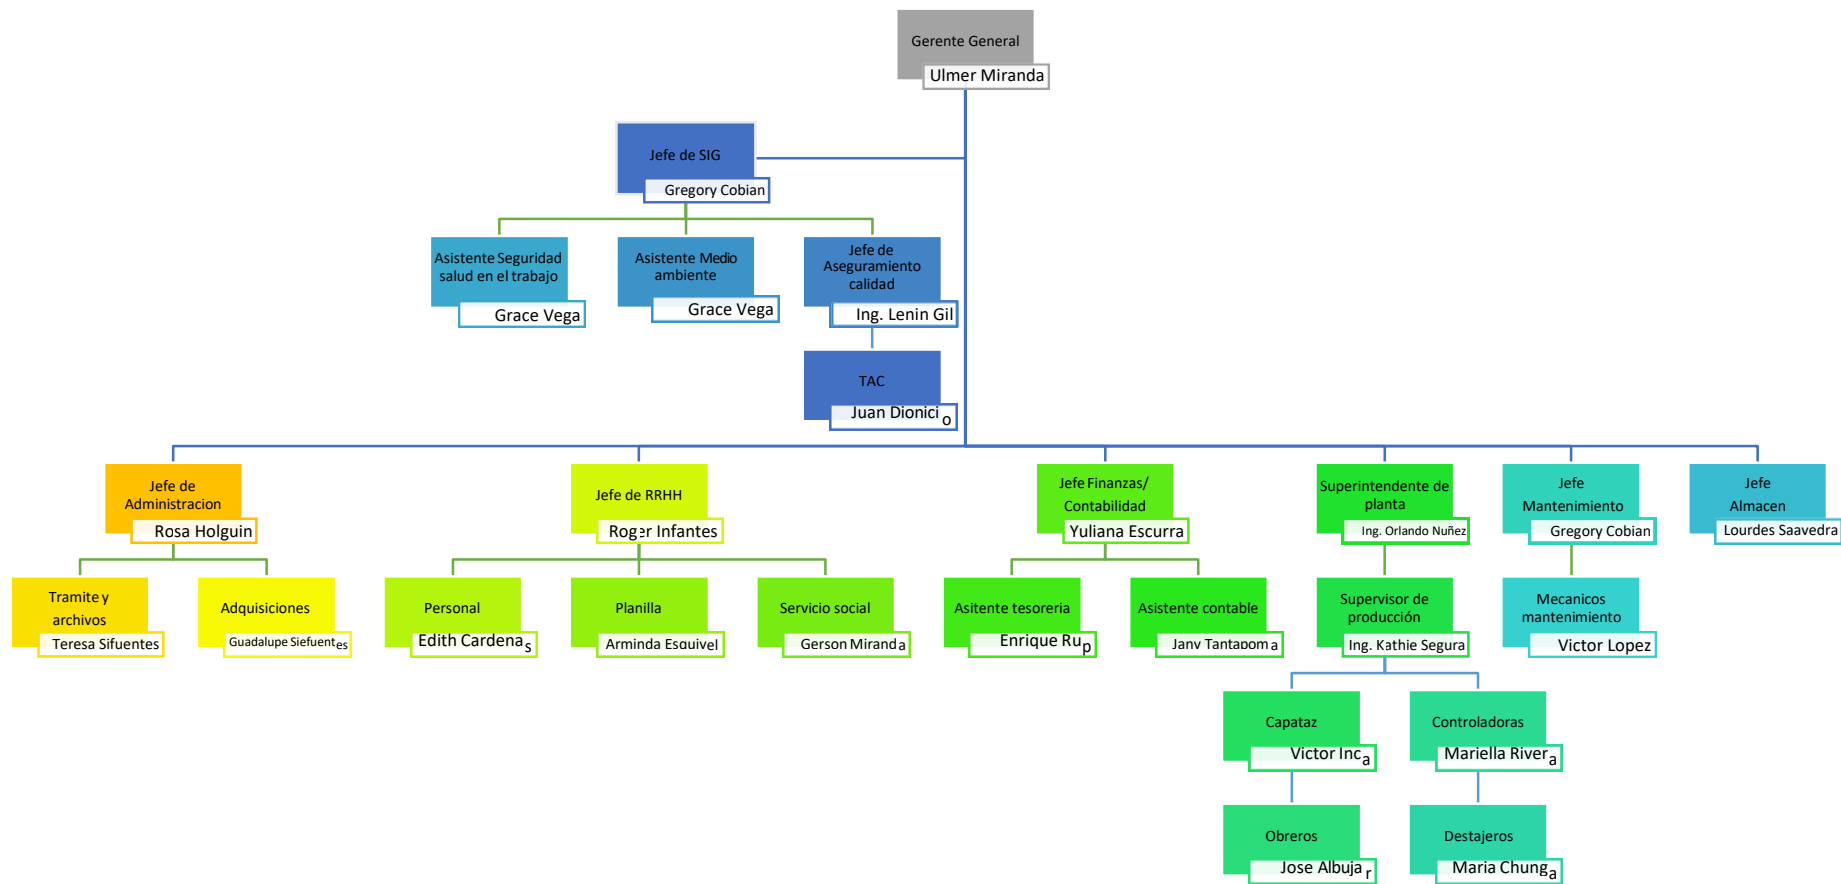 Gerente General
Ulmer Miranda
Jefe de SIG
Gregory Cobian
Asistente Seguridad
salud en el trabajo
Grace Vega
Asistente Medio
ambiente
Grace Vega
Jefe de
Aseguramiento
calidad
Ing. Lenin Gil
TAC
Juan Dionicio
Jefe de
Administracion
Rosa Holguin
Jefe de RRHH
Roger Infantes
Jefe Finanzas/
Contabilidad
Yuliana Escurra
Superintendente de
planta
Ing. Orlando Nuñez
Jefe
Mantenimiento
Gregory Cobian
Jefe
Almacen
Lourdes Saavedra
Tramite y
archivos
Teresa Sifuentes
Adquisiciones
Guadalupe Siefuentes
Personal
Edith Cardenas
Planilla
Arminda Esquivel
Servicio social
Gerson Miranda
Asitente tesoreria
Enrique Rup
Asistente contable
Jany Tantapoma
Supervisor de
producción
Ing. Kathie Segura
Mecanicos
mantenimiento
Victor Lopez
Capataz
Victor Inca
Controladoras
Mariella Rivera
Obreros
Jose Albujar
Destajeros
Maria Chunga